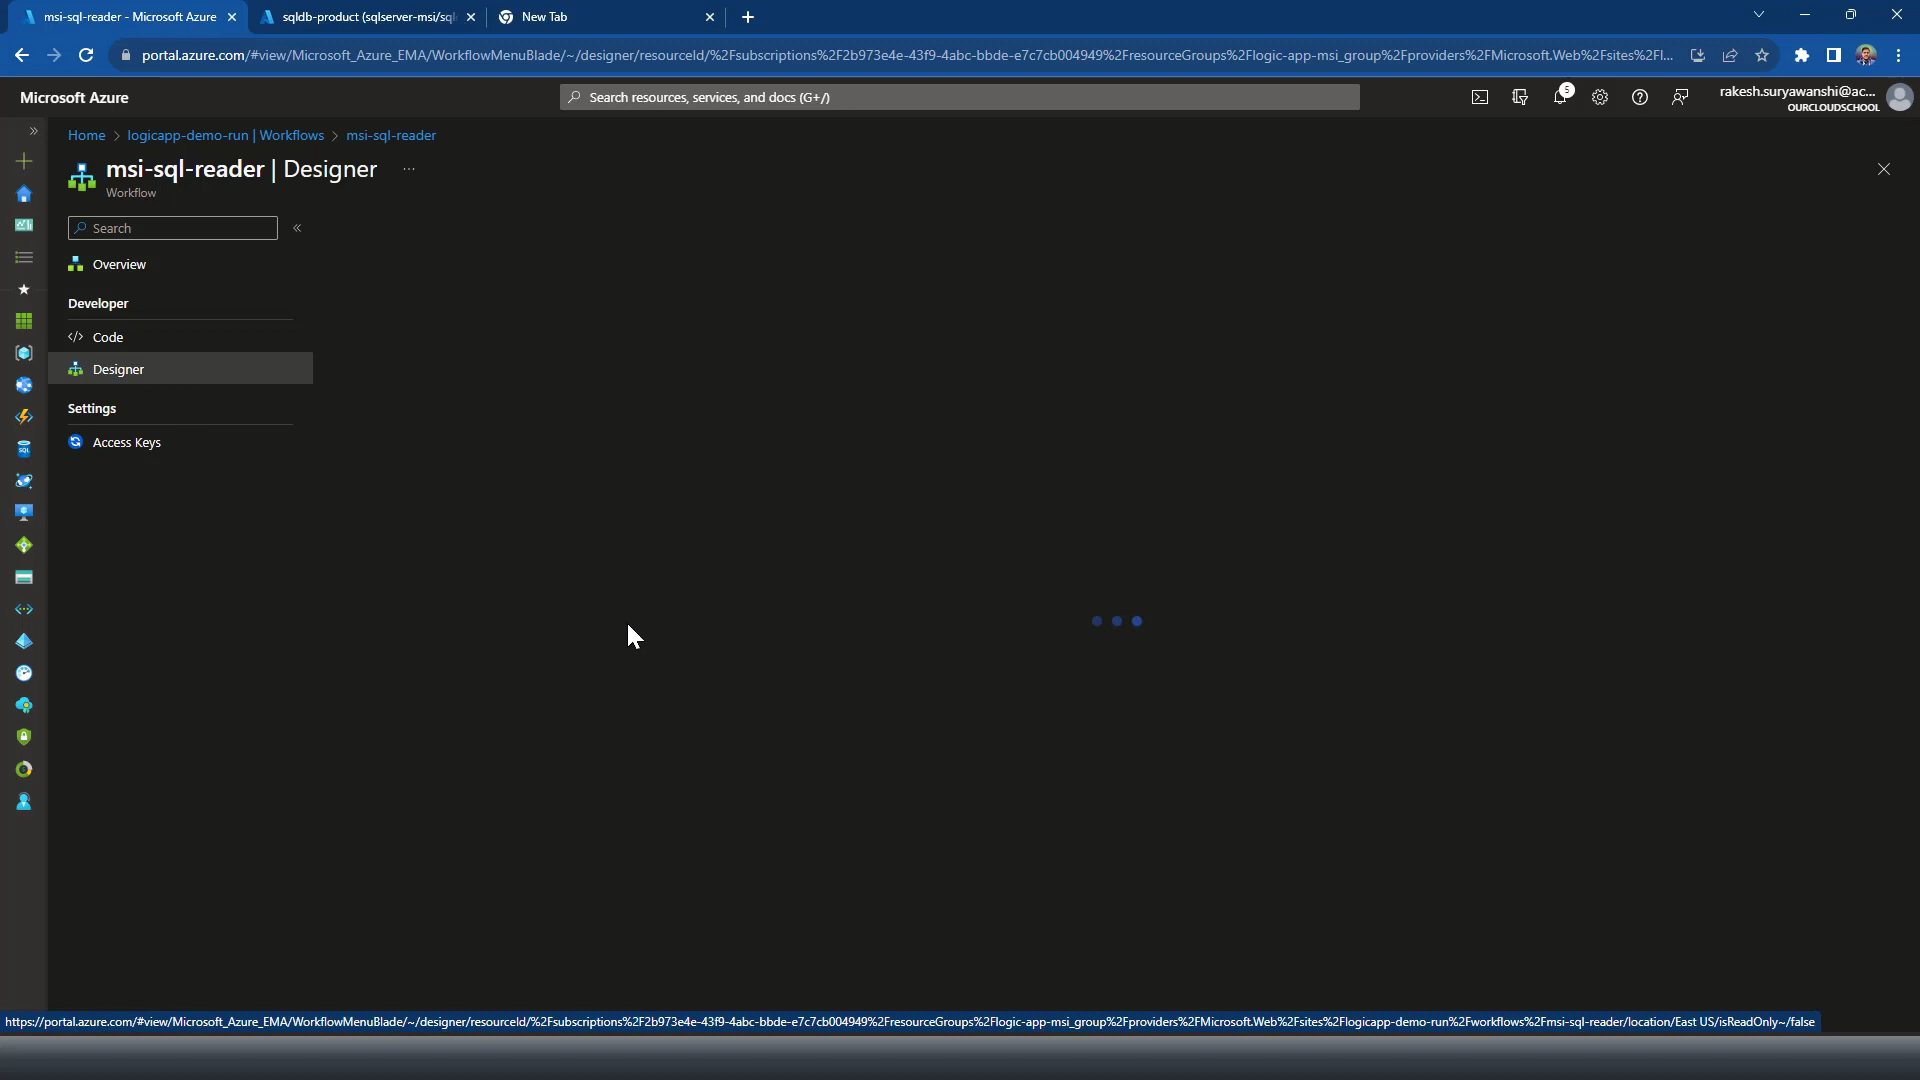 msi-sql-reader - Microsoft Azure
sqldb-product (sqlserver-msi/sql
New Tab
portal.azure.com/#view/Microsoft_Azure_EMA/WorkflowMenuBlade/~/designer/resourceId/%2Fsubscriptions%2F2b973e4e-43f9-4abc-bbde-e7c7cb004949%2FresourceGroups%2Flogic-app-msi_group%2Fproviders%2FMicrosoft.Web%2Fsites%2Fl...
Microsoft Azure
Search resources, services, and docs (G+/)
5
rakesh.suryawanshi@ac...
OURCLOUDSCHOOL
Home > logicapp-demo-run | Workflows > msi-sql-reader
msi-sql-reader | Designer ...
Workflow
Search
Overview
Developer
Code
Designer
Settings
SQL
Access Keys
https://portal.azure.com/#view/Microsoft_Azure_EMA/WorkflowMenuBlade/~/designer/resourceId/%2Fsubscriptions%2F2b973e4e-43f9-4abc-bbde-e7c7cb004949%2FresourceGroups%2Flogic-app-msi_group%2Fproviders%2FMicrosoft.Web%2Fsites%2Flogicapp-demo-run%2Fworkflows%2Fmsi-sql-reader/location/East US/isReadOnly~/false